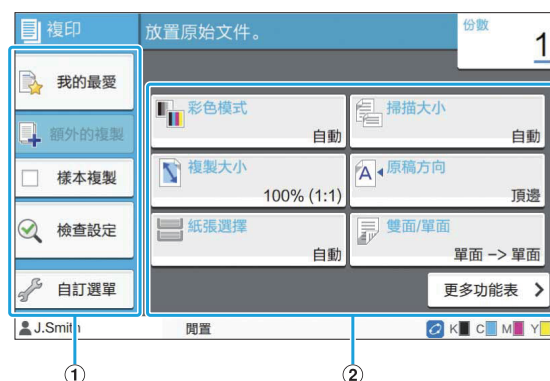 複印
放置原始文件。
份數
1
我的最愛
額外的複製
樣本複製
檢查設定
自訂選單
彩色模式
自動
掃描大小
自動
複製大小
100% (1:1)
原稿方向
A
頂邊
紙張選擇
自動
雙面/單面
單面 -> 單面
更多功能表
J.Smith
閒置
K C M Y
1
2